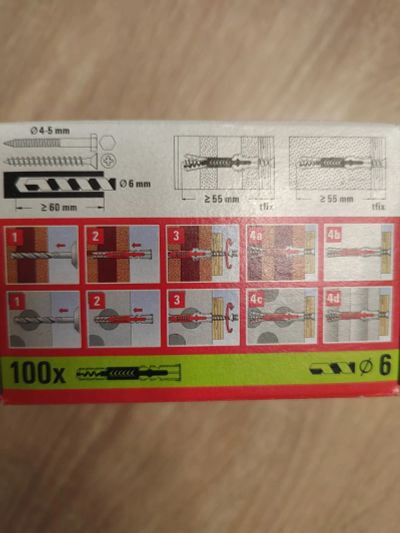 Ø 4-5 mm
Ø 6 mm
≥ 60 mm
≥ 55 mm
tfix
≥ 55 mm
tfix
1
2
3
4a
4b
1
2
3
4c
4d
100x
Ø 6